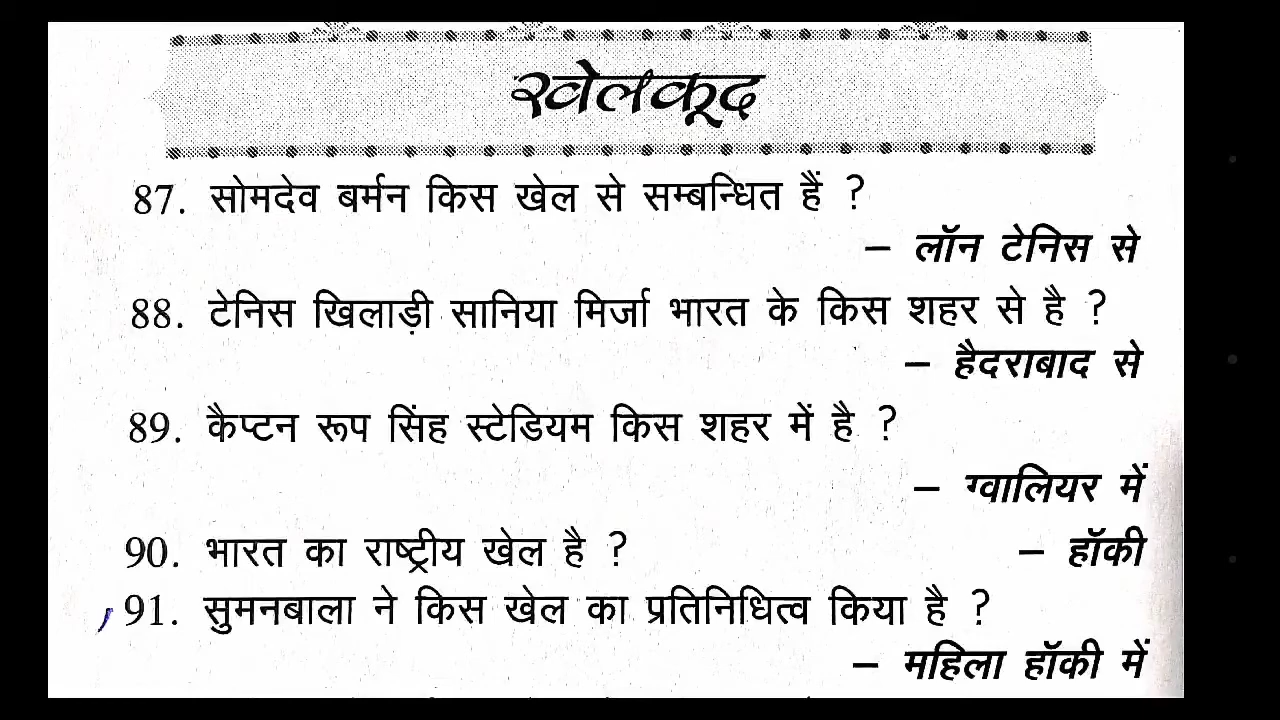 खेलकूद
87. सोमदेव बर्मन किस खेल से सम्बन्धित हैं ?
– लॉन टेनिस से
88. टेनिस खिलाड़ी सानिया मिर्जा भारत के किस शहर से है ?
– हैदराबाद से
89. कैप्टन रूप सिंह स्टेडियम किस शहर में है ?
– ग्वालियर में
90. भारत का राष्ट्रीय खेल है ? – हॉकी
91. सुमनबाला ने किस खेल का प्रतिनिधित्व किया है ?
– महिला हॉकी में